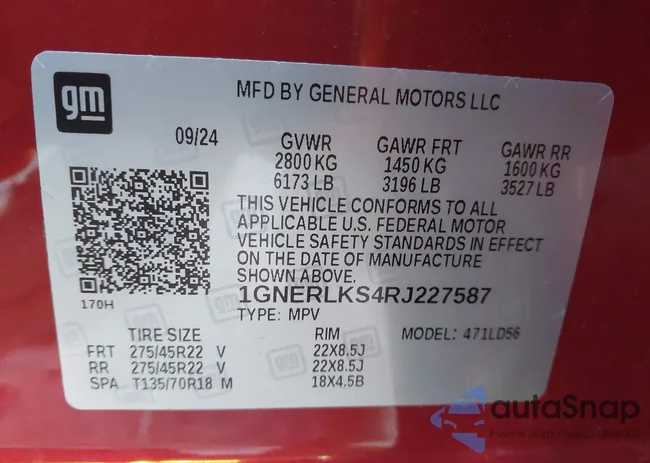 gm
MFD BY GENERAL MOTORS LLC
09/24 GVWR GAWR FRT GAWR RR
2800 KG 1450 KG 1600 KG
6173 LB 3196 LB 3527 LB
THIS VEHICLE CONFORMS TO ALL
APPLICABLE U.S. FEDERAL MOTOR
VEHICLE SAFETY STANDARDS IN EFFECT
ON THE DATE OF MANUFACTURE
SHOWN ABOVE.
170H
1GNERLKS4RJ227587
TYPE: MPV
TIRE SIZE RIM MODEL: 471LD56
FRT 275/45R22 V 22X8.5J
RR 275/45R22 V 22X8.5J
SPA T135/70R18 M 18X4.5B
autaSnap